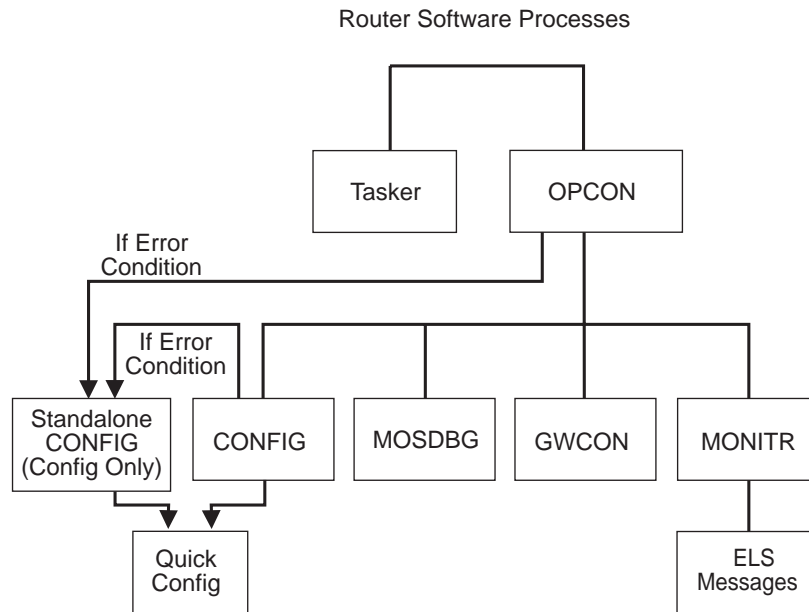 Router Software Processes
Tasker
OPCON
If Error
Condition
If Error
Condition
Standalone
CONFIG
(Config Only)
CONFIG
MOSDBG
GWCON
MONITR
Quick
Config
ELS
Messages